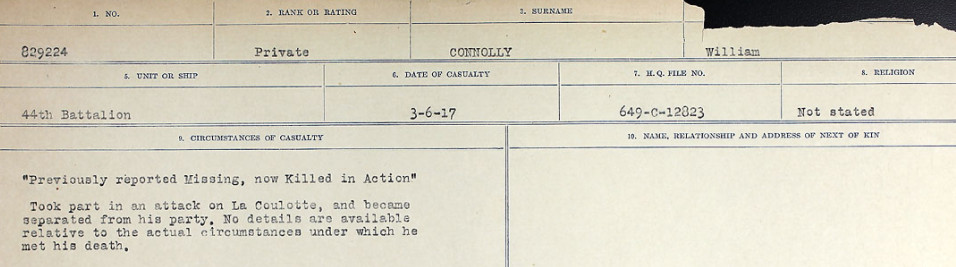 1. NO. 2. RANK OR RATING 3. SURNAME
829224 Private CONNOLLY William
5. UNIT OR SHIP 6. DATE OF CASUALTY 7. H.Q. FILE NO. 8. RELIGION
44th Battalion 3-6-17 649-C-12823 Not stated
9. CIRCUMSTANCES OF CASUALTY 10. NAME, RELATIONSHIP AND ADDRESS OF NEXT OF KIN
"Previously reported Missing, now Killed in Action"
Took part in an attack on La Coulotte, and became
separated from his party. No details are available
relative to the actual circumstances under which he
met his death.